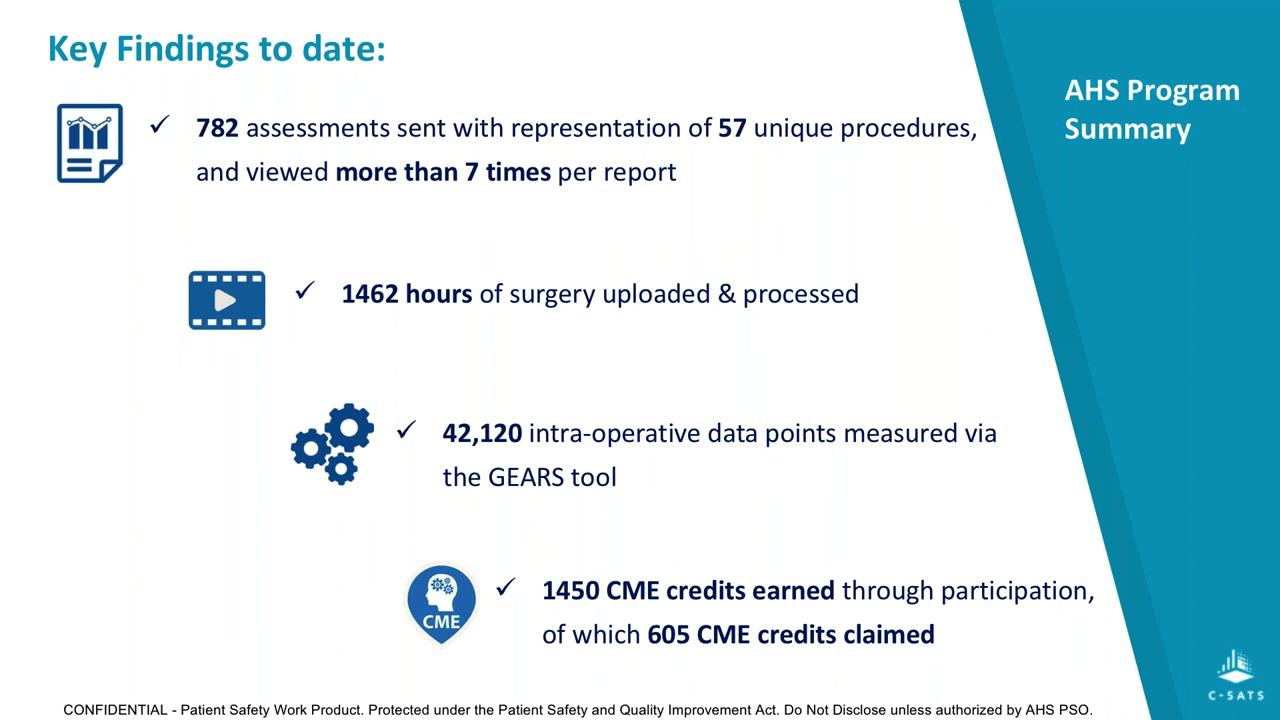 Key Findings to date:
AHS Program
Summary
✓ 782 assessments sent with representation of 57 unique procedures,
and viewed more than 7 times per report
✓ 1462 hours of surgery uploaded & processed
✓ 42,120 intra-operative data points measured via
the GEARS tool
CME
✓ 1450 CME credits earned through participation,
of which 605 CME credits claimed
C-SATS
CONFIDENTIAL - Patient Safety Work Product. Protected under the Patient Safety and Quality Improvement Act. Do Not Disclose unless authorized by AHS PSO.